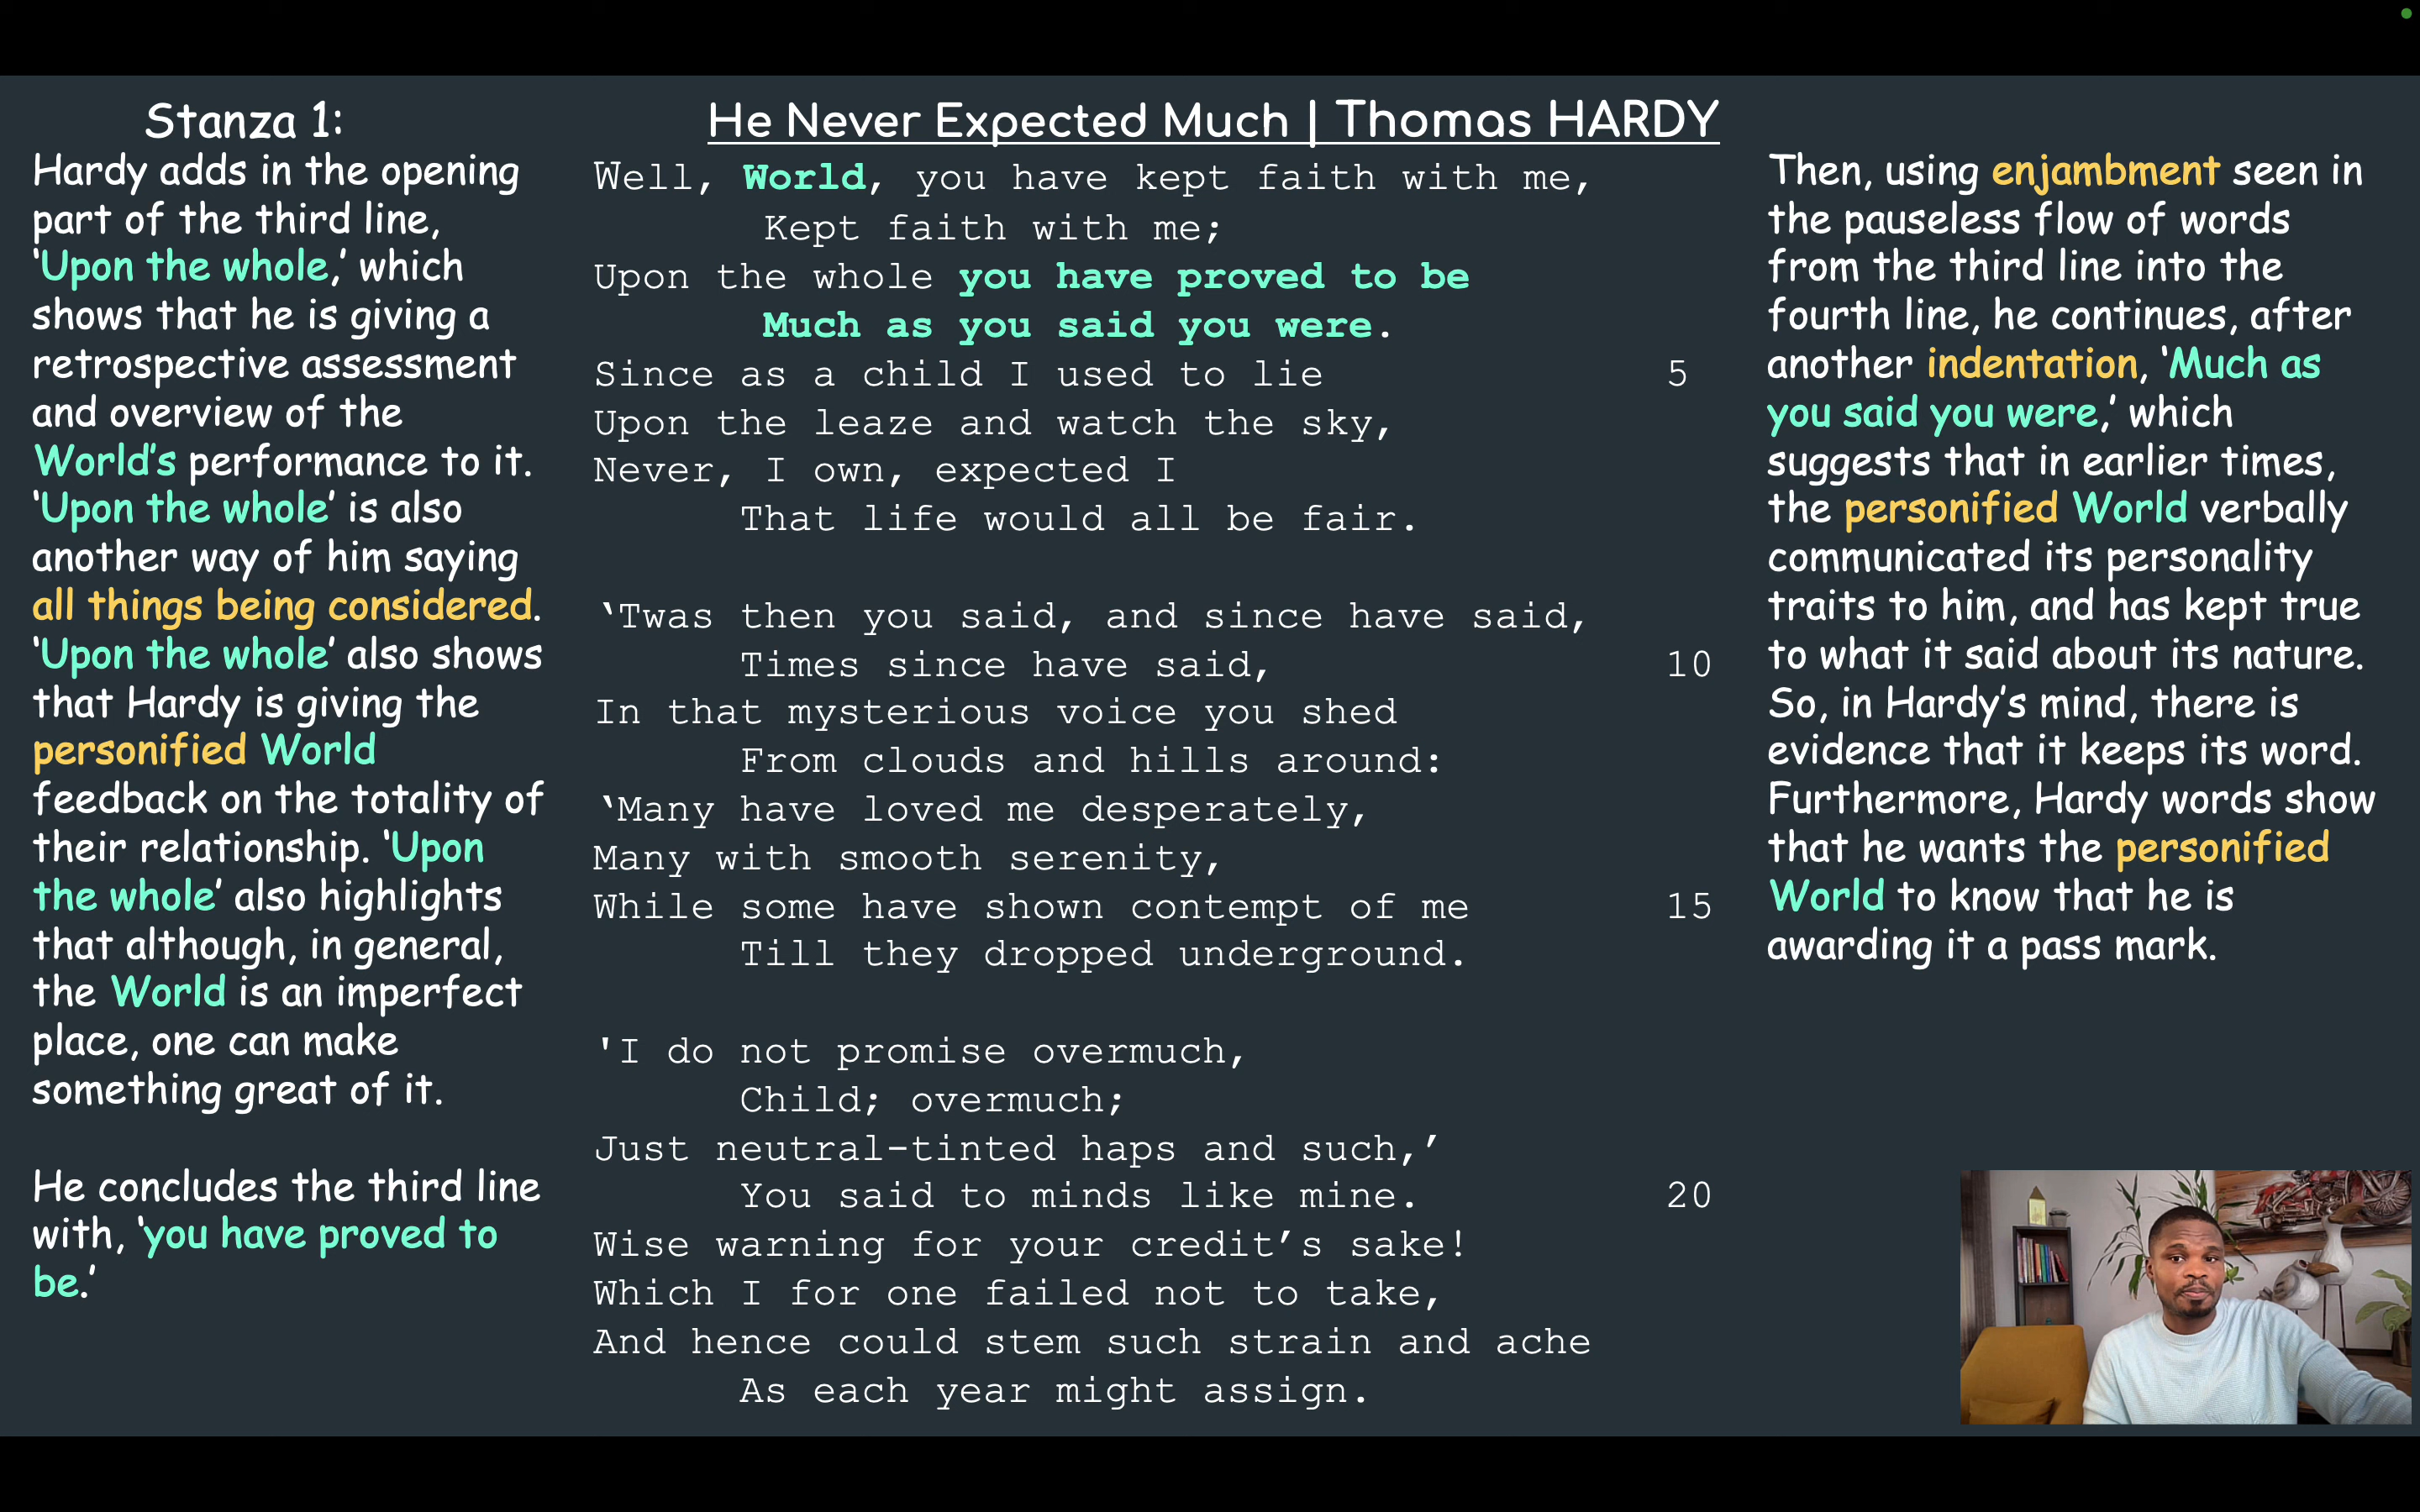 Stanza 1:
Hardy adds in the opening
part of the third line,
‘Upon the whole,’ which
shows that he is giving a
retrospective assessment
and overview of the
World’s performance to it.
‘Upon the whole’ is also
another way of him saying
all things being considered.
‘Upon the whole’ also shows
that Hardy is giving the
personified World
feedback on the totality of
their relationship. ‘Upon
the whole’ also highlights
that although, in general,
the World is an imperfect
place, one can make
something great of it.
He concludes the third line
with, ‘you have proved to
be.’
He Never Expected Much | Thomas HARDY
Well, World, you have kept faith with me,
Kept faith with me;
Upon the whole you have proved to be
Much as you said you were.
Since as a child I used to lie 5
Upon the leaze and watch the sky,
Never, I own, expected I
That life would all be fair.
‘Twas then you said, and since have said,
Times since have said, 10
In that mysterious voice you shed
From clouds and hills around:
‘Many have loved me desperately,
Many with smooth serenity,
While some have shown contempt of me 15
Till they dropped underground.
'I do not promise overmuch,
Child; overmuch;
Just neutral-tinted haps and such,’
You said to minds like mine. 20
Wise warning for your credit’s sake!
Which I for one failed not to take,
And hence could stem such strain and ache
As each year might assign.
Then, using enjambment seen in
the pauseless flow of words
from the third line into the
fourth line, he continues, after
another indentation, ‘Much as
you said you were,’ which
suggests that in earlier times,
the personified World verbally
communicated its personality
traits to him, and has kept true
to what it said about its nature.
So, in Hardy’s mind, there is
evidence that it keeps its word.
Furthermore, Hardy words show
that he wants the personified
World to know that he is
awarding it a pass mark.